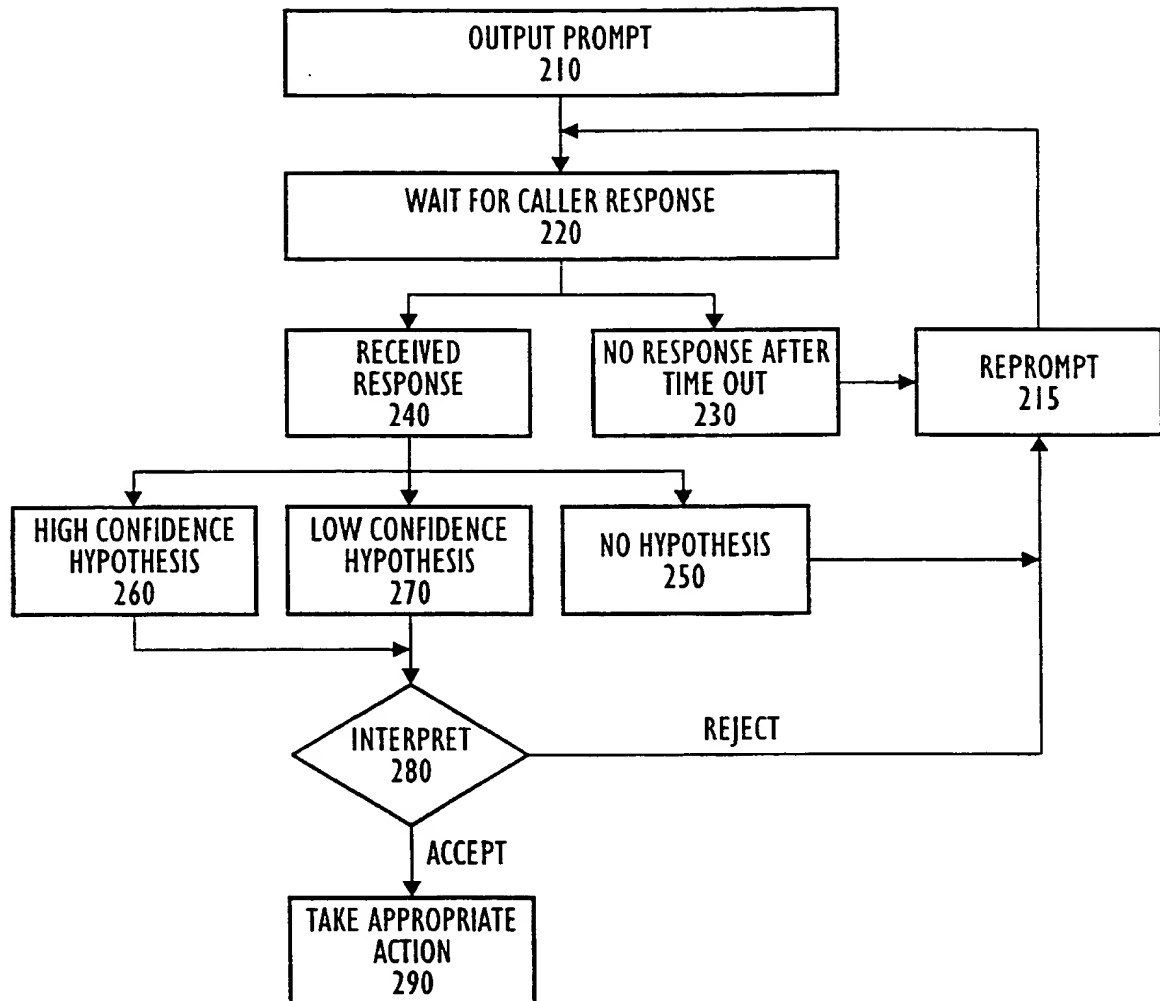 OUTPUT PROMPT
210
WAIT FOR CALLER RESPONSE
220
RECEIVED
RESPONSE
240
NO RESPONSE AFTER
TIME OUT
230
REPROMPT
215
HIGH CONFIDENCE
HYPOTHESIS
260
LOW CONFIDENCE
HYPOTHESIS
270
NO HYPOTHESIS
250
INTERPRET
280
REJECT
ACCEPT
TAKE APPROPRIATE
ACTION
290